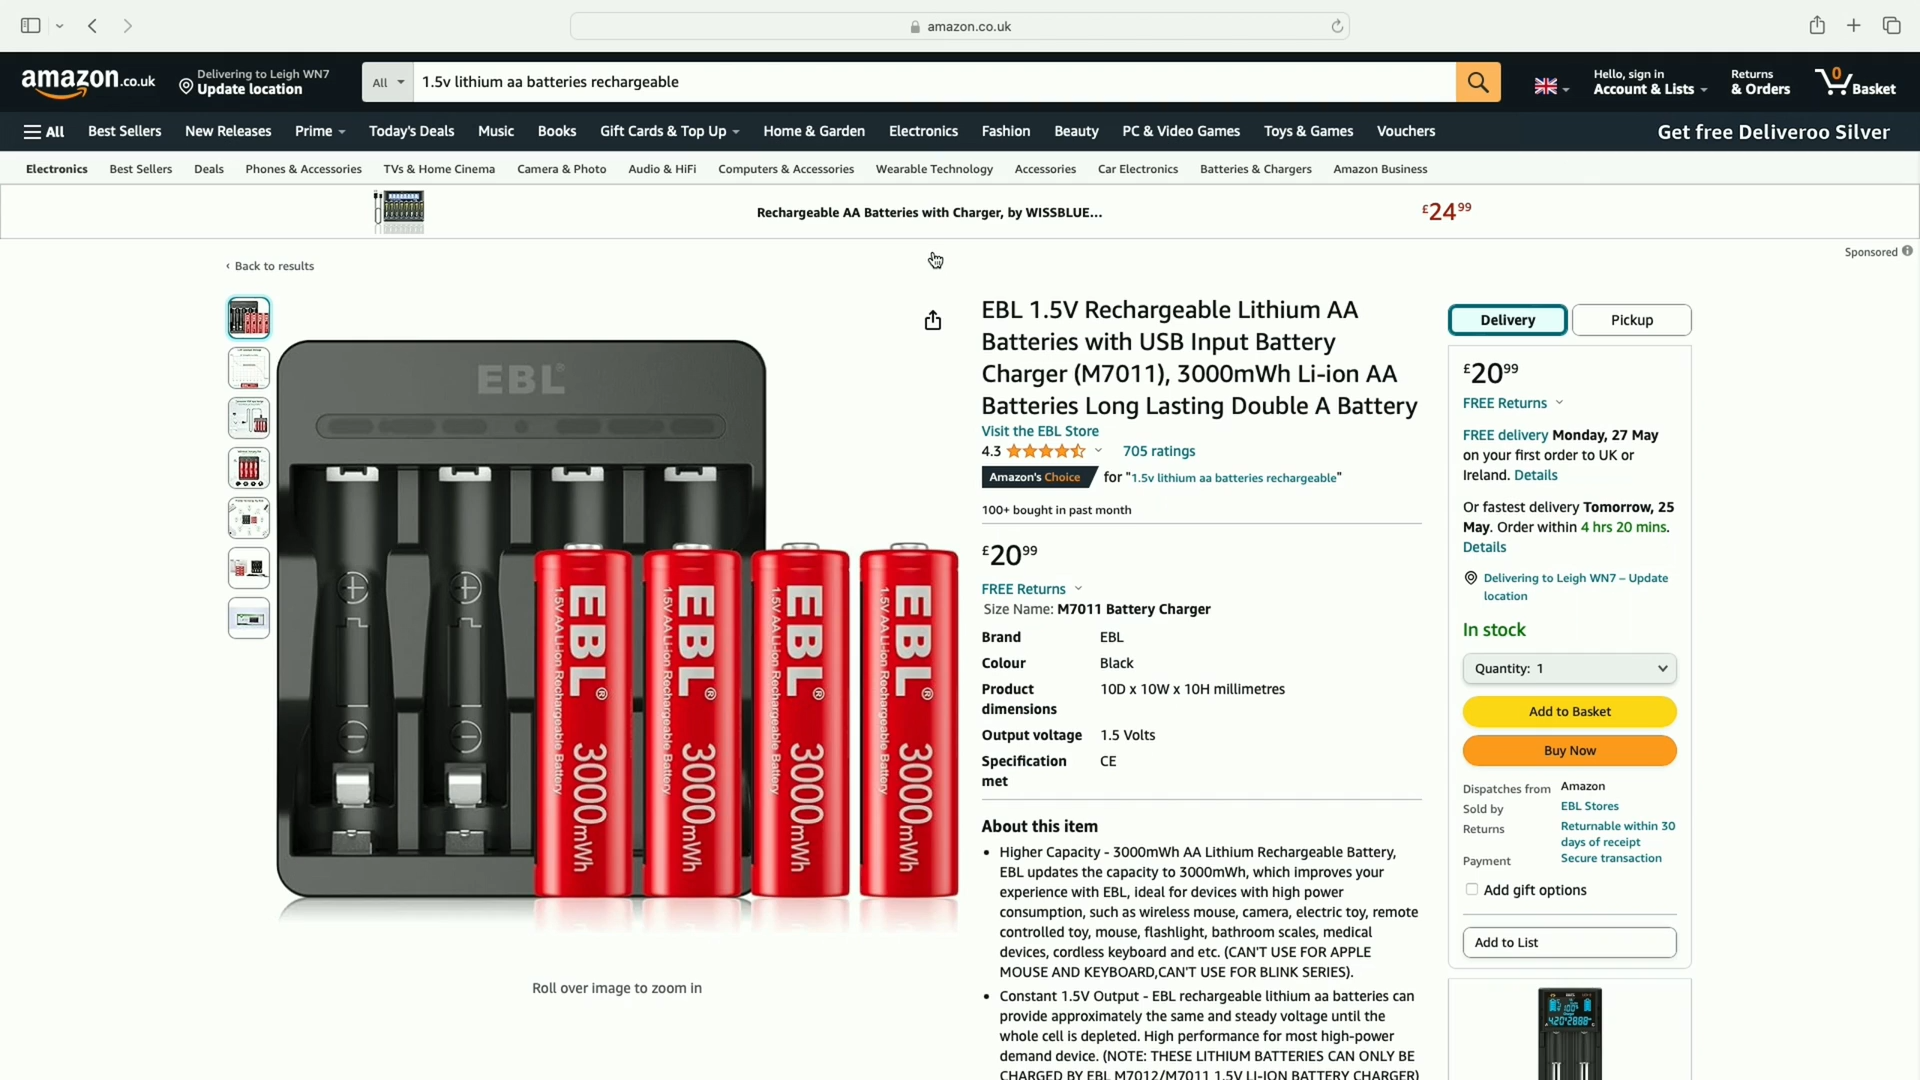 amazon.co.uk
amazon.co.uk
Delivering to Leigh WN7
Update location
All
1.5v lithium aa batteries rechargeable
Hello, sign in
Account & Lists
Returns
& Orders
0
Basket
All
Best Sellers
New Releases
Prime
Today's Deals
Music
Books
Gift Cards & Top Up
Home & Garden
Electronics
Fashion
Beauty
PC & Video Games
Toys & Games
Vouchers
Get free Deliveroo Silver
Electronics
Best Sellers
Deals
Phones & Accessories
TVs & Home Cinema
Camera & Photo
Audio & HiFi
Computers & Accessories
Wearable Technology
Accessories
Car Electronics
Batteries & Chargers
Amazon Business
Rechargeable AA Batteries with Charger, by WISSBLUE...
£24⁹⁹
Sponsored
‹ Back to results
EBL®
EBL®
1.5V AA Li-ion Rechargeable Battery
3000mWh
EBL®
1.5V AA Li-ion Rechargeable Battery
3000mWh
EBL®
1.5V AA Li-ion Rechargeable Battery
3000mWh
EBL®
1.5V AA Li-ion Rechargeable Battery
3000mWh
Roll over image to zoom in
EBL 1.5V Rechargeable Lithium AA
Batteries with USB Input Battery
Charger (M7011), 3000mWh Li-ion AA
Batteries Long Lasting Double A Battery
Visit the EBL Store
4.3
705 ratings
Amazon's Choice for "1.5v lithium aa batteries rechargeable"
100+ bought in past month
£20⁹⁹
FREE Returns
Size Name: M7011 Battery Charger
Brand EBL
Colour Black
Product 10D x 10W x 10H millimetres
dimensions
Output voltage 1.5 Volts
Specification CE
met
About this item
• Higher Capacity - 3000mWh AA Lithium Rechargeable Battery,
EBL updates the capacity to 3000mWh, which improves your
experience with EBL, ideal for devices with high power
consumption, such as wireless mouse, camera, electric toy, remote
controlled toy, mouse, flashlight, bathroom scales, medical
devices, cordless keyboard and etc. (CAN'T USE FOR APPLE
MOUSE AND KEYBOARD,CAN'T USE FOR BLINK SERIES).
• Constant 1.5V Output - EBL rechargeable lithium aa batteries can
provide approximately the same and steady voltage until the
whole cell is depleted. High performance for most high-power
demand device. (NOTE: THESE LITHIUM BATTERIES CAN ONLY BE
CHARGED BY EBL M7012/M7011 1.5V LI-ION BATTERY CHARGER)
Delivery
Pickup
£20⁹⁹
FREE Returns
FREE delivery Monday, 27 May
on your first order to UK or
Ireland. Details
Or fastest delivery Tomorrow, 25
May. Order within 4 hrs 20 mins.
Details
Delivering to Leigh WN7 – Update
location
In stock
Quantity: 1
Add to Basket
Buy Now
Dispatches from Amazon
Sold by EBL Stores
Returns Returnable within 30
days of receipt
Payment Secure transaction
Add gift options
Add to List